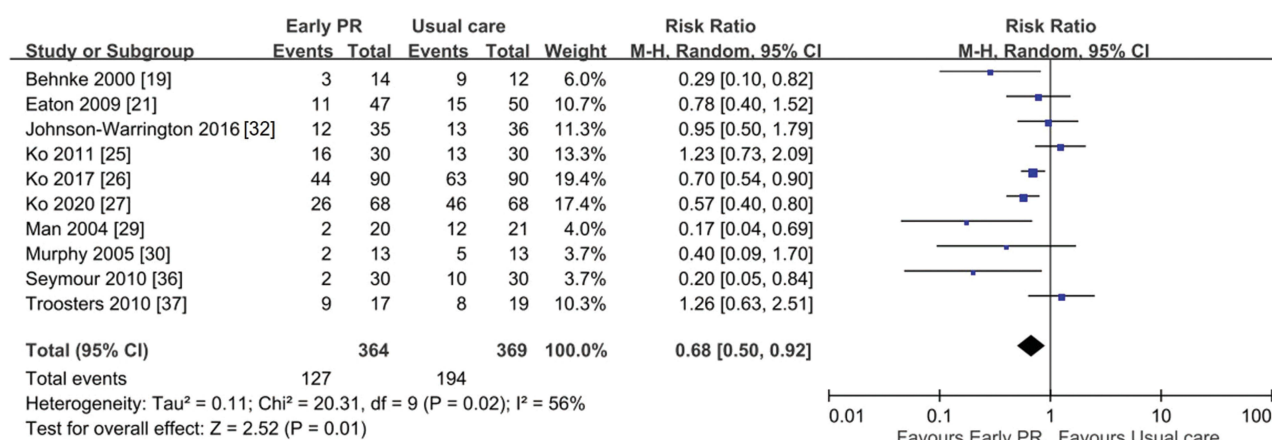 Early PR Usual care Risk Ratio Risk Ratio
Study or Subgroup Events Total Events Total Weight M-H, Random, 95% CI M-H, Random, 95% CI
Behnke 2000 [19] 3 14 9 12 6.0% 0.29 [0.10, 0.82]
Eaton 2009 [21] 11 47 15 50 10.7% 0.78 [0.40, 1.52]
Johnson-Warrington 2016 [32] 12 35 13 36 11.3% 0.95 [0.50, 1.79]
Ko 2011 [25] 16 30 13 30 13.3% 1.23 [0.73, 2.09]
Ko 2017 [26] 44 90 63 90 19.4% 0.70 [0.54, 0.90]
Ko 2020 [27] 26 68 46 68 17.4% 0.57 [0.40, 0.80]
Man 2004 [29] 2 20 12 21 4.0% 0.17 [0.04, 0.69]
Murphy 2005 [30] 2 13 5 13 3.7% 0.40 [0.09, 1.70]
Seymour 2010 [36] 2 30 10 30 3.7% 0.20 [0.05, 0.84]
Troosters 2010 [37] 9 17 8 19 10.3% 1.26 [0.63, 2.51]
Total (95% CI) 364 369 100.0% 0.68 [0.50, 0.92]
Total events 127 194
Heterogeneity: Tau² = 0.11; Chi² = 20.31, df = 9 (P = 0.02); I² = 56%
Test for overall effect: Z = 2.52 (P = 0.01)
0.01 0.1 1 10 100
Favours Early PR Favours Usual care